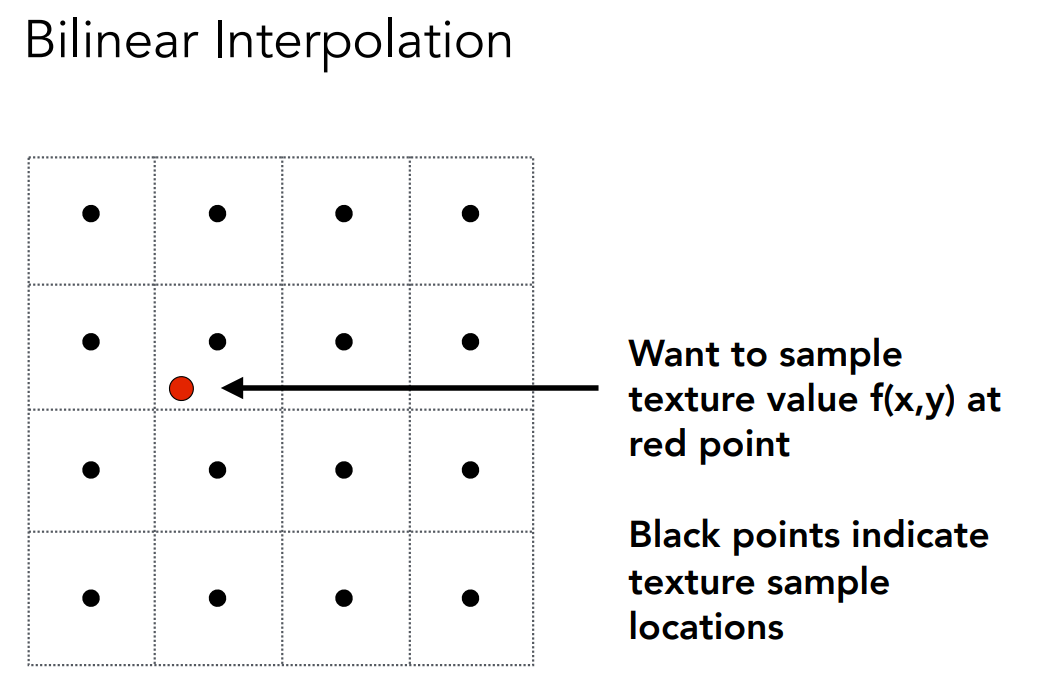 Bilinear Interpolation
Want to sample
texture value f(x,y) at
red point
Black points indicate
texture sample
locations